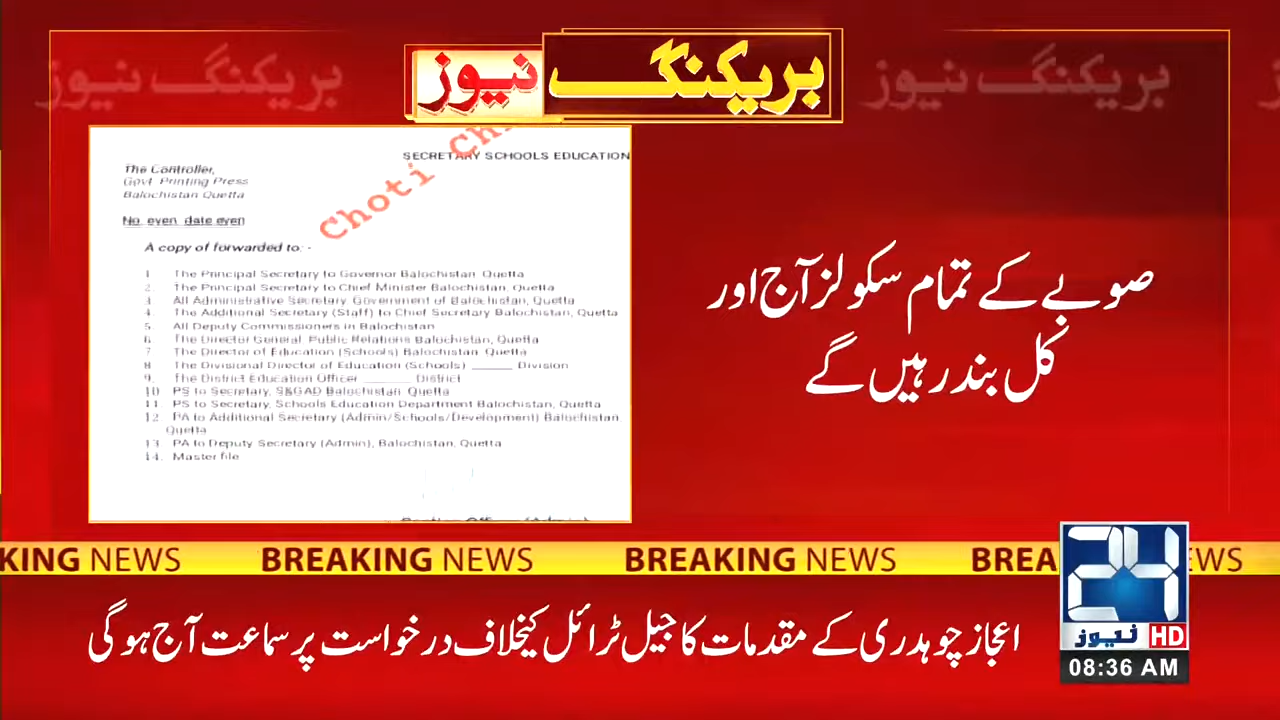 بریکنگ نیوز
بریکنگ نیوز
بریکنگ نیوز
Choti
SECRETARY SCHOOLS EDUCATION
The Controller,
Govt Printing Press
Balochistan Quetta
No even date even
A copy of forwarded to: -
1. The Principal Secretary to Governor Balochistan Quetta
2. The Principal Secretary to Chief Minister Balochistan, Quetta
3. All Administrative Secretary Government of Balochistan, Quetta
4. The Additional Secretary (Staff) to Chief Secretary Balochistan, Quetta
5. All Deputy Commissioners in Balochistan
6. The Director General, Public Relations Balochistan, Quetta
7. The Director of Education (Schools) Balochistan Quetta
8. The Divisional Director of Education (Schools) ______ Division
9. The District Education Officer _______ District
10. PS to Secretary, S&GAD Balochistan, Quetta
11. PS to Secretary, Schools Education Department Balochistan, Quetta
12. PA to Additional Secretary (Admin/Schools/Development) Balochistan
Quetta
13. PA to Deputy Secretary (Admin), Balochistan, Quetta
14. Master file
صوبے کے تمام سکولز آج اور
کل بند رہیں گے
KING NEWS BREAKING NEWS BREAKING NEWS BREA EWS
اعجاز چوہدری کے مقدمات کا جیل ٹرائل کیخلاف درخواست پر سماعت آج ہوگی
24
نیوز HD
08:36 AM